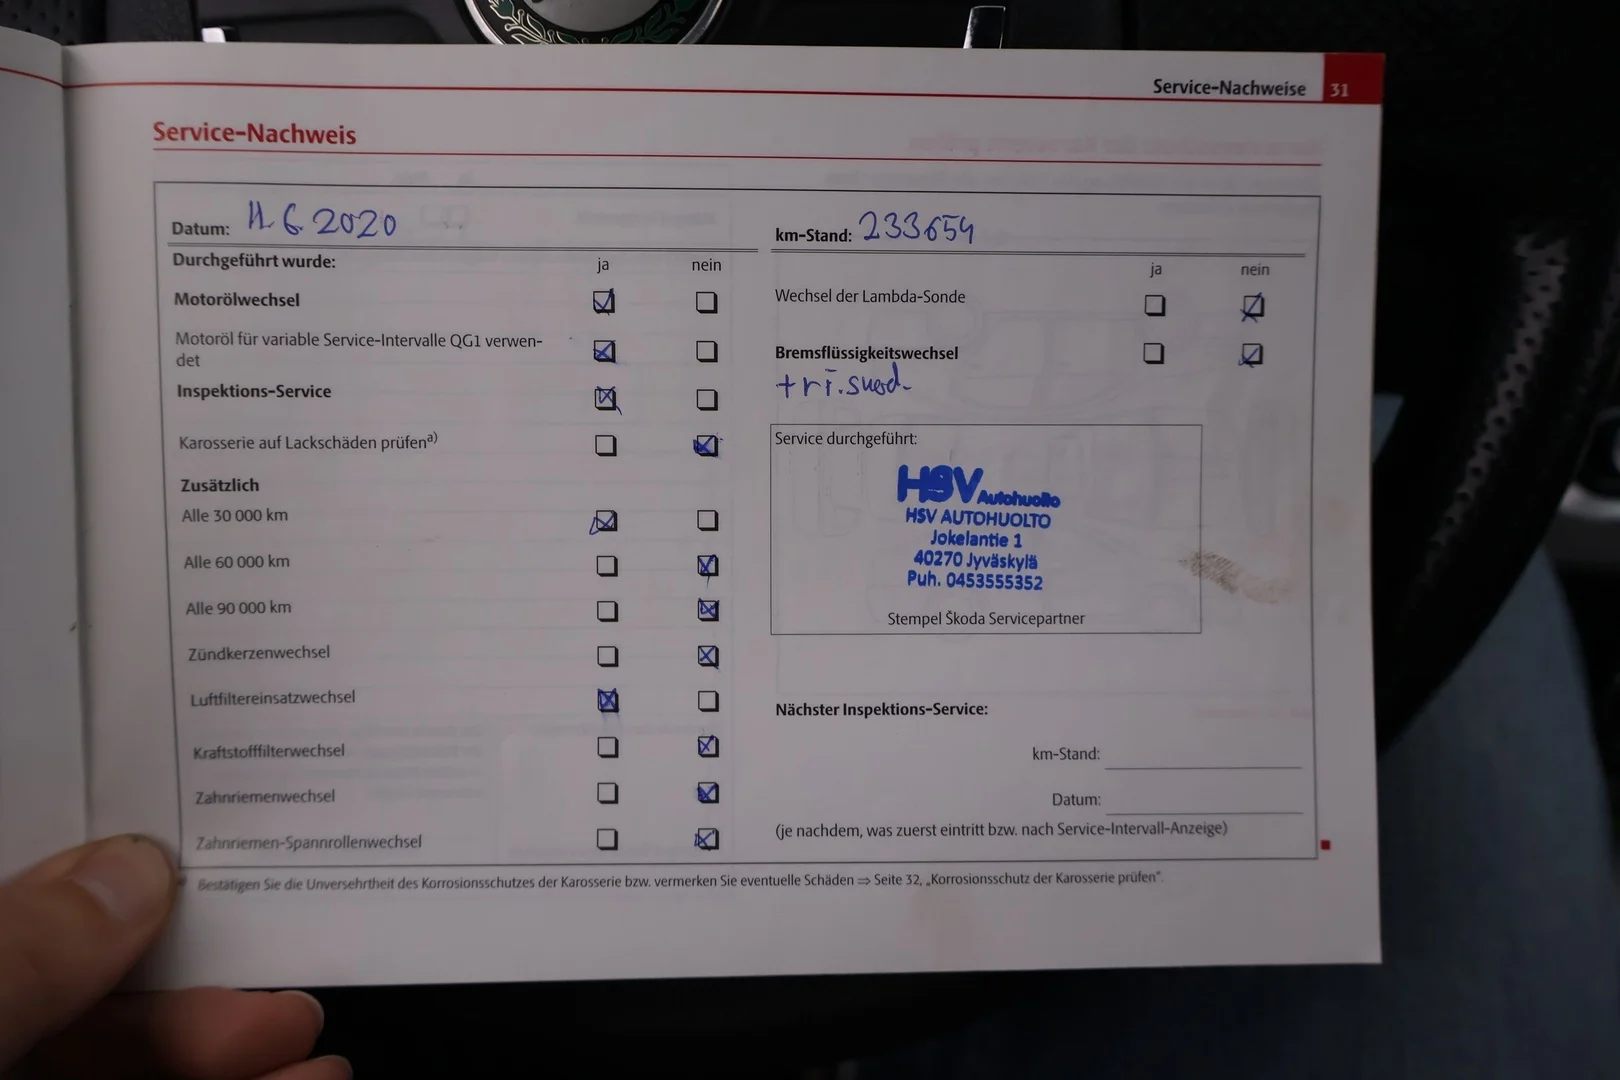 Service-Nachweise 31
Service-Nachweis
Datum: 11.6.2020
Durchgeführt wurde: ja nein
Motorölwechsel
Motoröl für variable Service-Intervalle QG1 verwen-
det
Inspektions-Service
Karosserie auf Lackschäden prüfen a)
Zusätzlich
Alle 30 000 km
Alle 60 000 km
Alle 90 000 km
Zündkerzenwechsel
Luftfiltereinsatzwechsel
Kraftstofffilterwechsel
Zahnriemenwechsel
Zahnriemen-Spannrollenwechsel
km-Stand: 233654
ja nein
Wechsel der Lambda-Sonde
Bremsflüssigkeitswechsel
Service durchgeführt:
HSV Autohuolto
HSV AUTOHUOLTO
Jokelantie 1
40270 Jyväskylä
Puh. 0453555352
Stempel Škoda Servicepartner
Nächster Inspektions-Service:
km-Stand:
Datum:
(je nachdem, was zuerst eintritt bzw. nach Service-Intervall-Anzeige)
Bestätigen Sie die Unversehrtheit des Korrosionsschutzes der Karosserie bzw. vermerken Sie eventuelle Schäden ⇒ Seite 32, „Korrosionsschutz der Karosserie prüfen“.